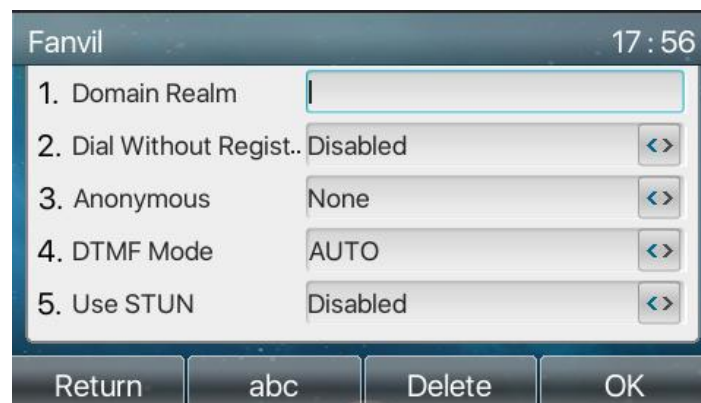 Fanvil 17 : 56
1. Domain Realm
2. Dial Without Regist.. Disabled
3. Anonymous None
4. DTMF Mode AUTO
5. Use STUN Disabled
Return abc Delete OK